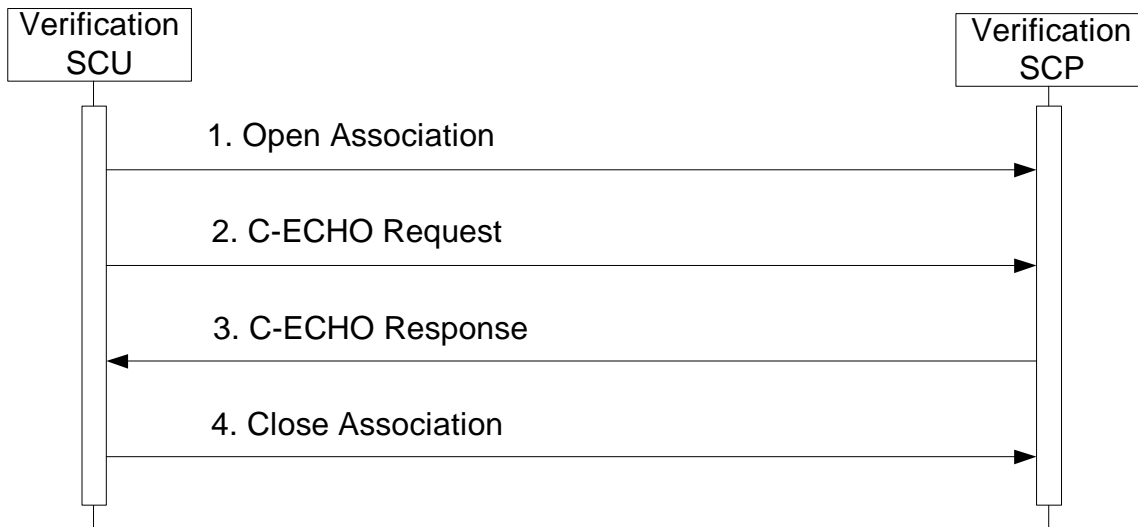 Verification
SCU
Verification
SCP
1. Open Association
2. C-ECHO Request
3. C-ECHO Response
4. Close Association